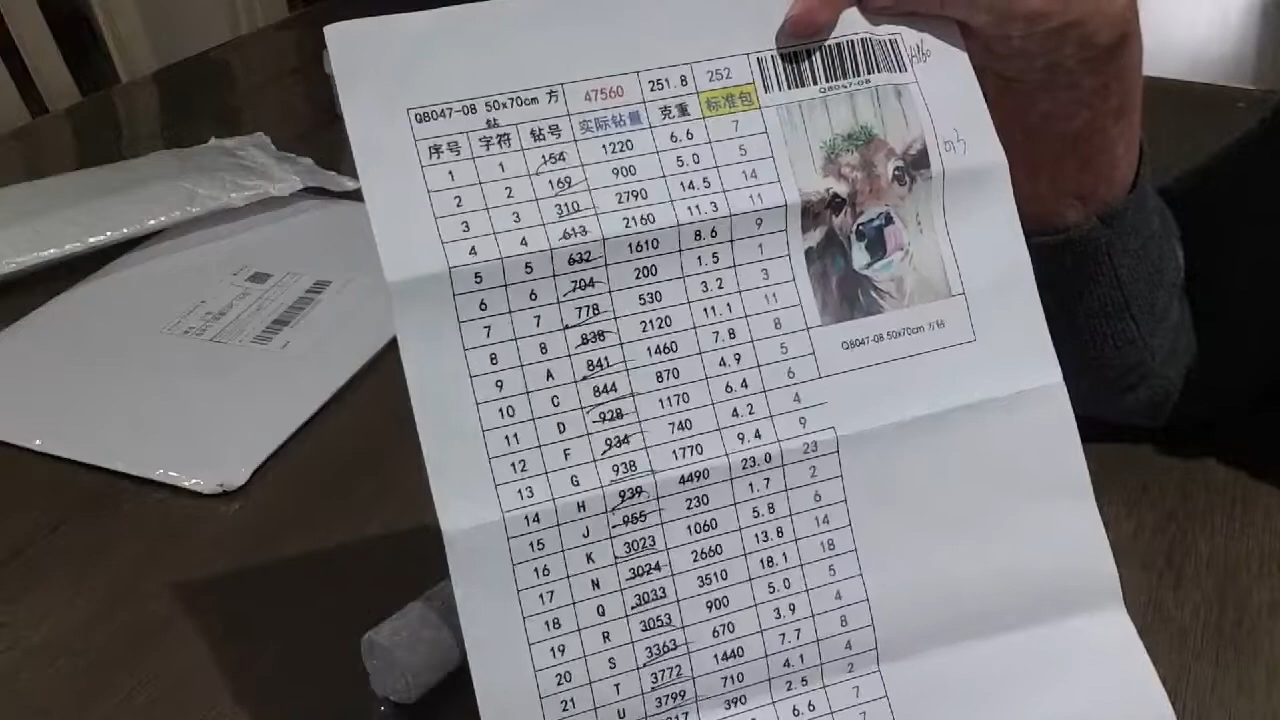 Q8047-08 50x70cm 方钻 47560 251.8 252
序号 字符 钻号 实际钻量 克重 标准包
1 1 154 1220 6.6 7
2 2 169 900 5.0 5
3 3 310 2790 14.5 14
4 4 613 2160 11.3 11
5 5 632 1610 8.6 9
6 6 704 200 1.5 1
7 7 778 530 3.2 3
8 8 838 2120 11.1 11
9 A 841 1460 7.8 8
10 C 844 870 4.9 5
11 D 928 1170 6.4 6
12 F 934 740 4.2 4
13 G 938 1770 9.4 9
14 H 939 4490 23.0 23
15 J 955 230 1.7 2
16 K 3023 1060 5.8 6
17 N 3024 2660 13.8 14
18 Q 3033 3510 18.1 18
19 R 3053 900 5.0 5
20 S 3363 670 3.9 4
21 T 3772 1440 7.7 8
U 3799 710 4.1 4
390 2.5 2
6.6 7
7
Q8047-08
Q8047-08 50x70cm 方钻